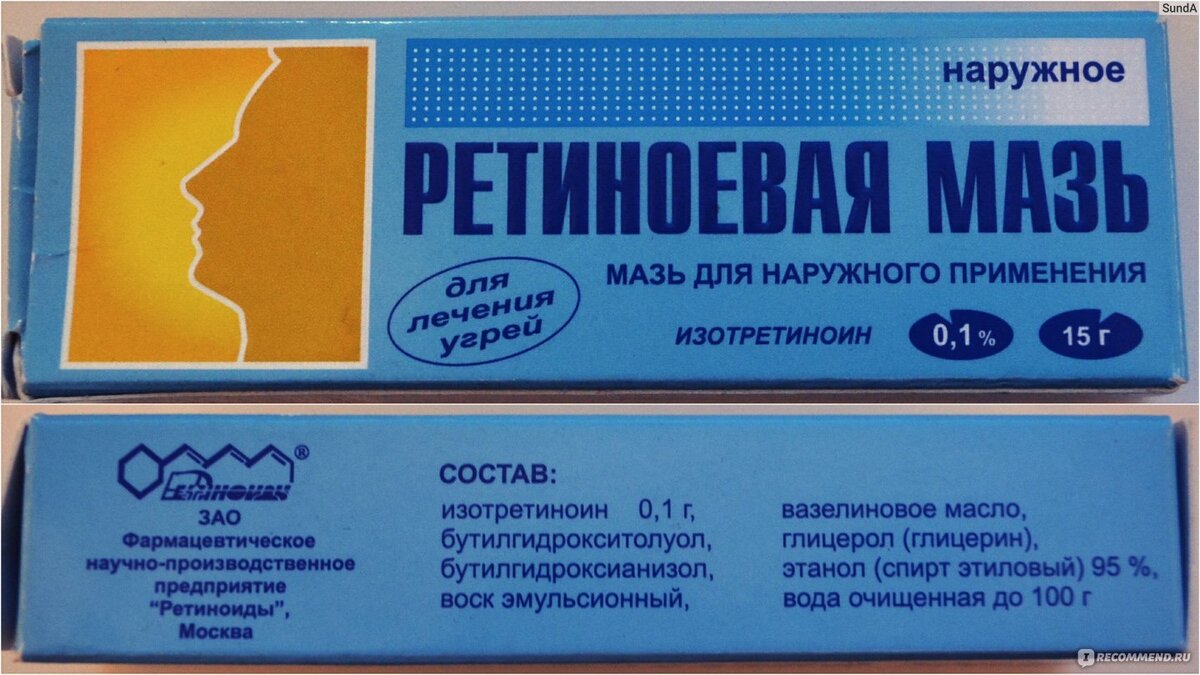 SundA
наружное
РЕТИНОЕВАЯ МАЗЬ
для
лечения
угрей
МАЗЬ ДЛЯ НАРУЖНОГО ПРИМЕНЕНИЯ
ИЗОТРЕТИНОИН 0,1 % 15 г
РЕТИНОИДЫ®
ЗАО
Фармацевтическое
научно-производственное
предприятие
"Ретиноиды",
Москва
СОСТАВ:
изотретиноин 0,1 г,
бутилгидрокситолуол,
бутилгидроксианизол,
воск эмульсионный,
вазелиновое масло,
глицерол (глицерин),
этанол (спирт этиловый) 95 %,
вода очищенная до 100 г
IRECOMMEND.RU